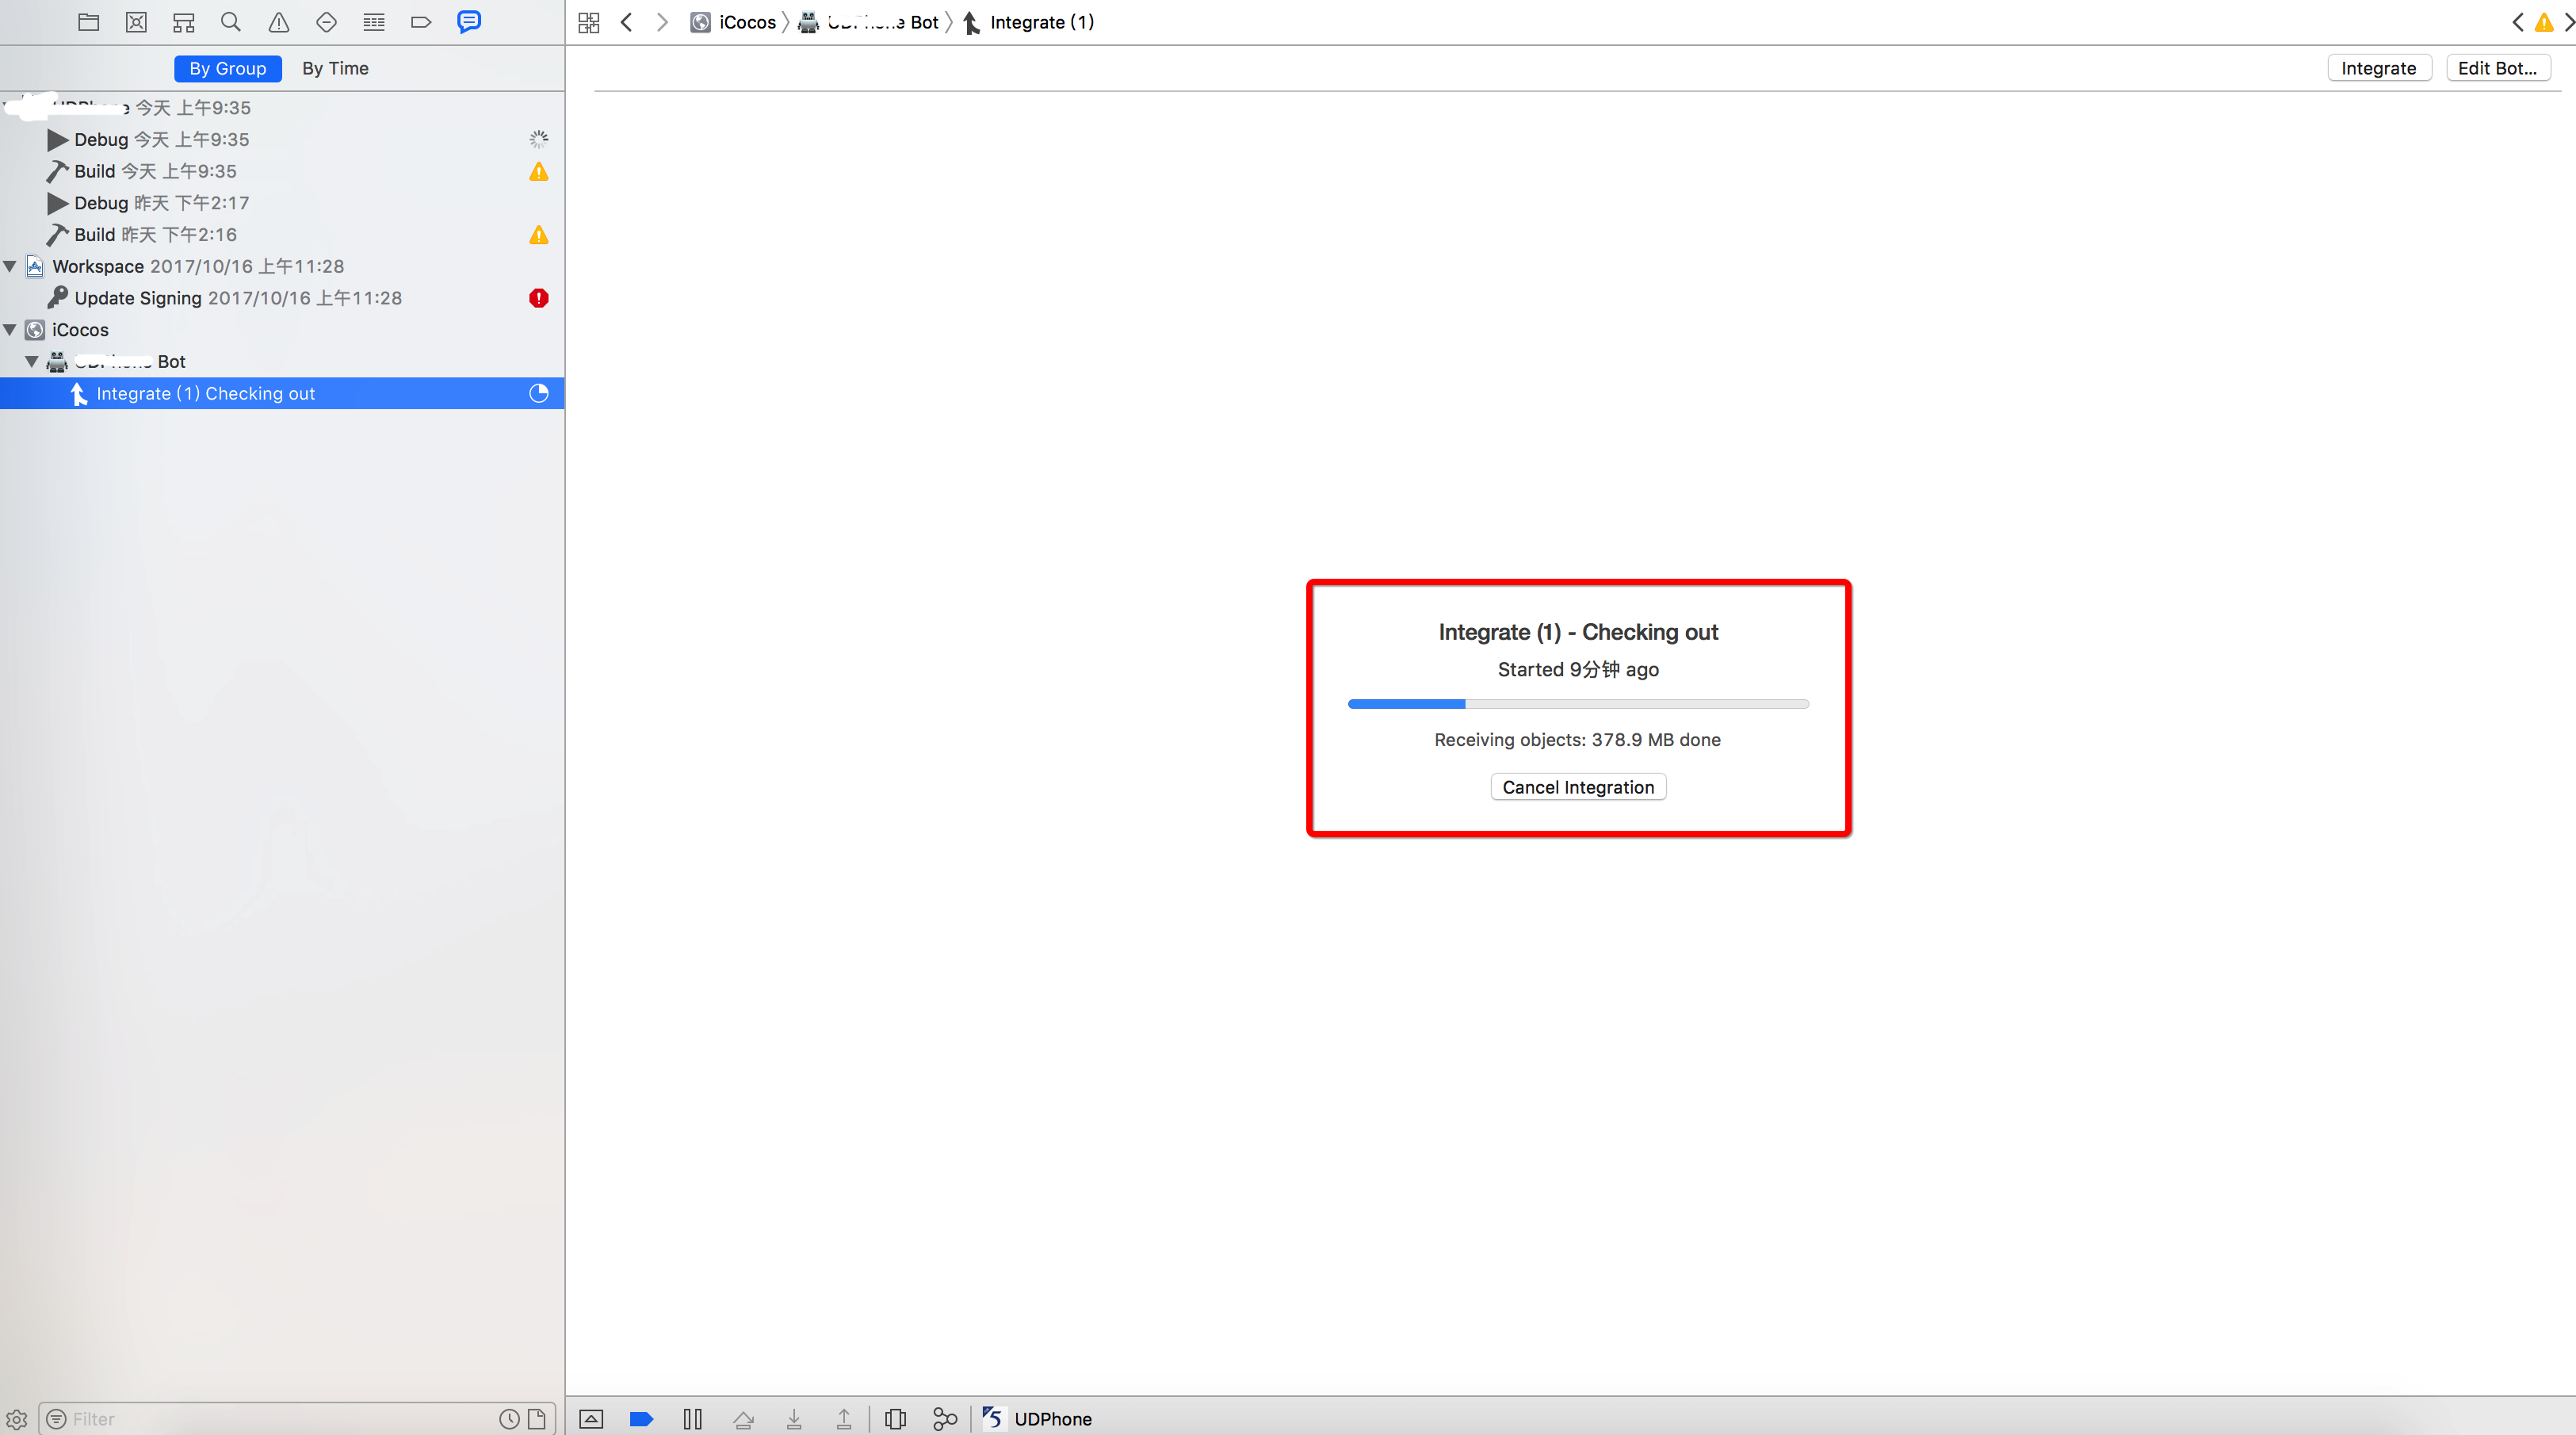 iCocos
Bot
Integrate (1)
By Group
By Time
Integrate
Edit Bot...
今天 上午9:35
Debug 今天 上午9:35
Build 今天 上午9:35
Debug 昨天 下午2:17
Build 昨天 下午2:16
Workspace 2017/10/16 上午11:28
Update Signing 2017/10/16 上午11:28
iCocos
Bot
Integrate (1) Checking out
Integrate (1) - Checking out
Started 9分钟 ago
Receiving objects: 378.9 MB done
Cancel Integration
Filter
UDPhone